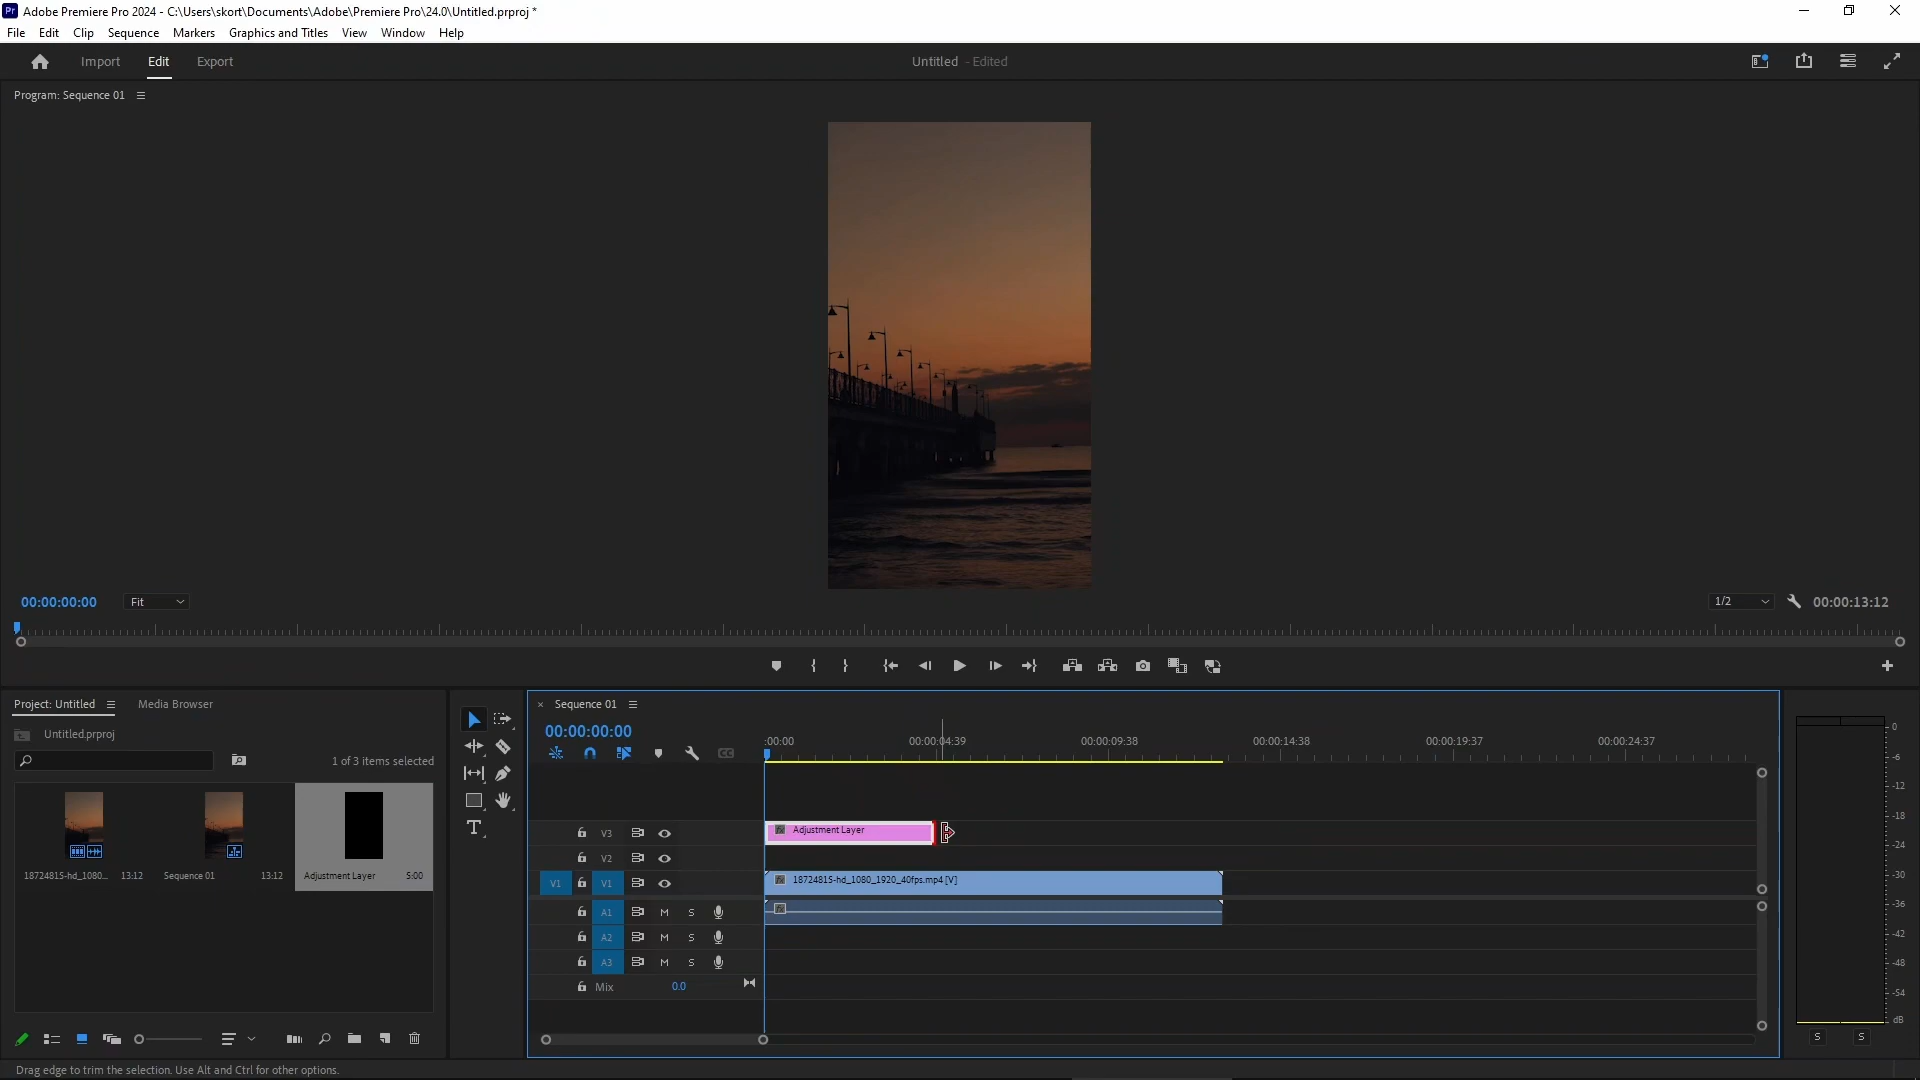 Pr Adobe Premiere Pro 2024 - C:\Users\skort\Documents\Adobe\Premiere Pro\24.0\Untitled.prproj *
File Edit Clip Sequence Markers Graphics and Titles View Window Help
Import Edit Export Untitled - Edited
Program: Sequence 01
00:00:00:00 Fit 1/2 00:00:13:12
Project: Untitled Media Browser
Untitled.prproj
1 of 3 items selected
18724815-hd_1080... 13:12 Sequence 01 13:12 Adjustment Layer 5:00
T
× Sequence 01
00:00:00:00
CC
:00:00 00:00:04:39 00:00:09:38 00:00:14:38 00:00:19:37 00:00:24:37
V3 Adjustment Layer
V2
V1 V1 18724815-hd_1080_1920_40fps.mp4 [V]
A1 M S
A2 M S
A3 M S
Mix 0.0
0
-6
-12
-18
-24
-30
-36
-42
-48
-54
dB
S S
Drag edge to trim the selection. Use Alt and Ctrl for other options.